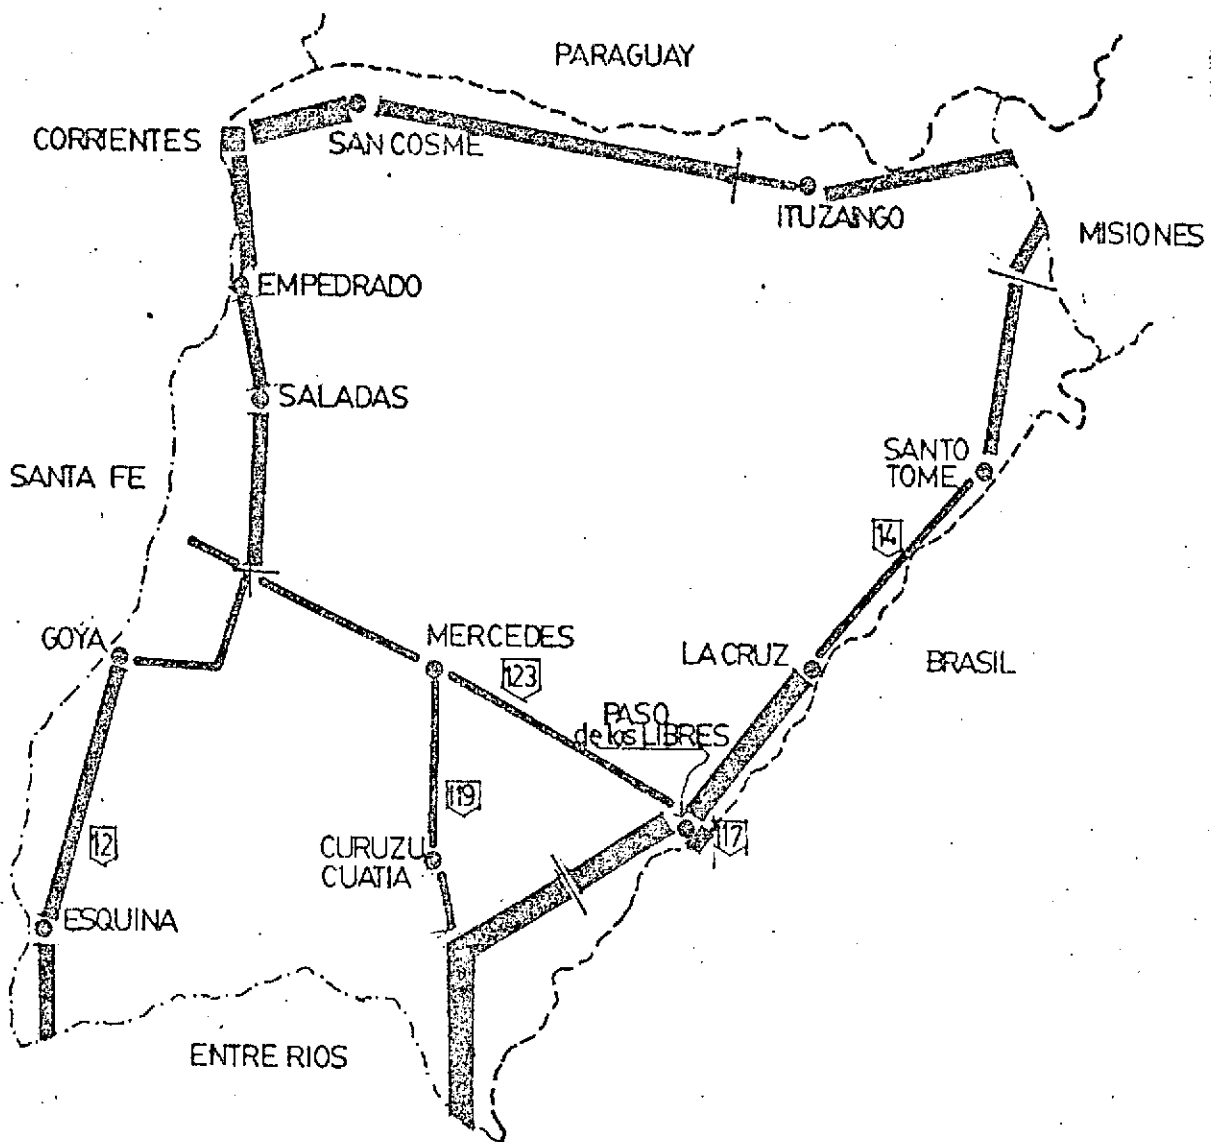 PARAGUAY
CORRIENTES
SAN COSME
ITUZAINGO
MISIONES
EMPEDRADO
SALADAS
SANTA FE
SANTO
TOME
14
GOYA
MERCEDES
LA CRUZ
BRASIL
123
PASO
de los LIBRES
119
117
12
CURUZU
CUATIA
ESQUINA
ENTRE RIOS